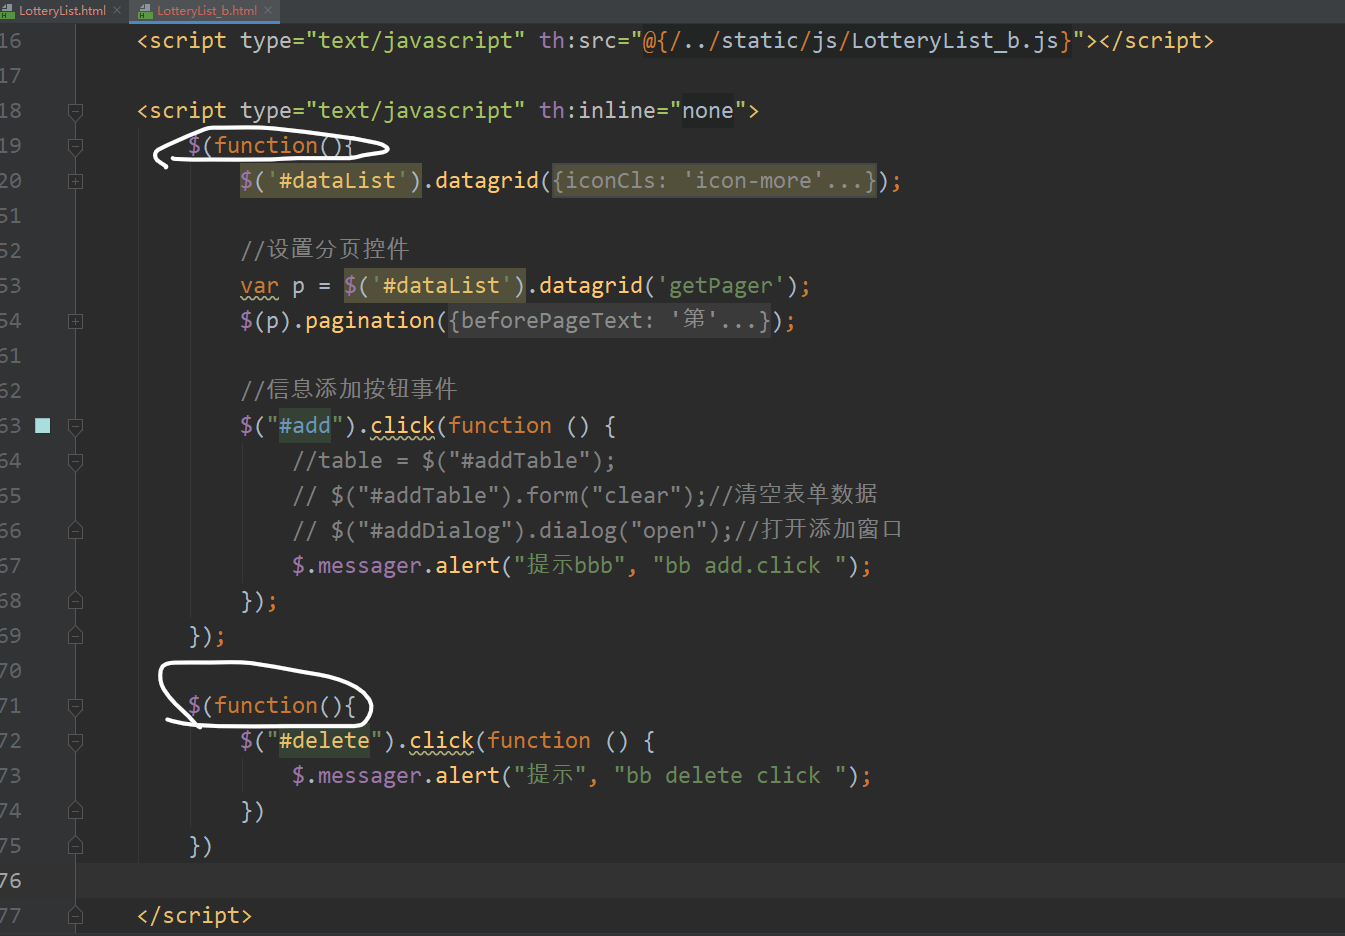 LotteryList.html × LotteryList_b.html ×
16 <script type="text/javascript" th:src="@{/../static/js/LotteryList_b.js}"></script>
17
18 <script type="text/javascript" th:inline="none">
19 $(function(){
20 $('#dataList').datagrid({iconCls: 'icon-more'...});
51
52 //设置分页控件
53 var p = $('#dataList').datagrid('getPager');
54 $(p).pagination({beforePageText: '第'...});
61
62 //信息添加按钮事件
63 $("#add").click(function () {
64 //table = $("#addTable");
65 // $("#addTable").form("clear");//清空表单数据
66 // $("#addDialog").dialog("open");//打开添加窗口
67 $.messager.alert("提示bbb", "bb add.click ");
68 });
69 });
70
71 $(function(){
72 $("#delete").click(function () {
73 $.messager.alert("提示", "bb delete click ");
74 })
75 })
76
77 </script>